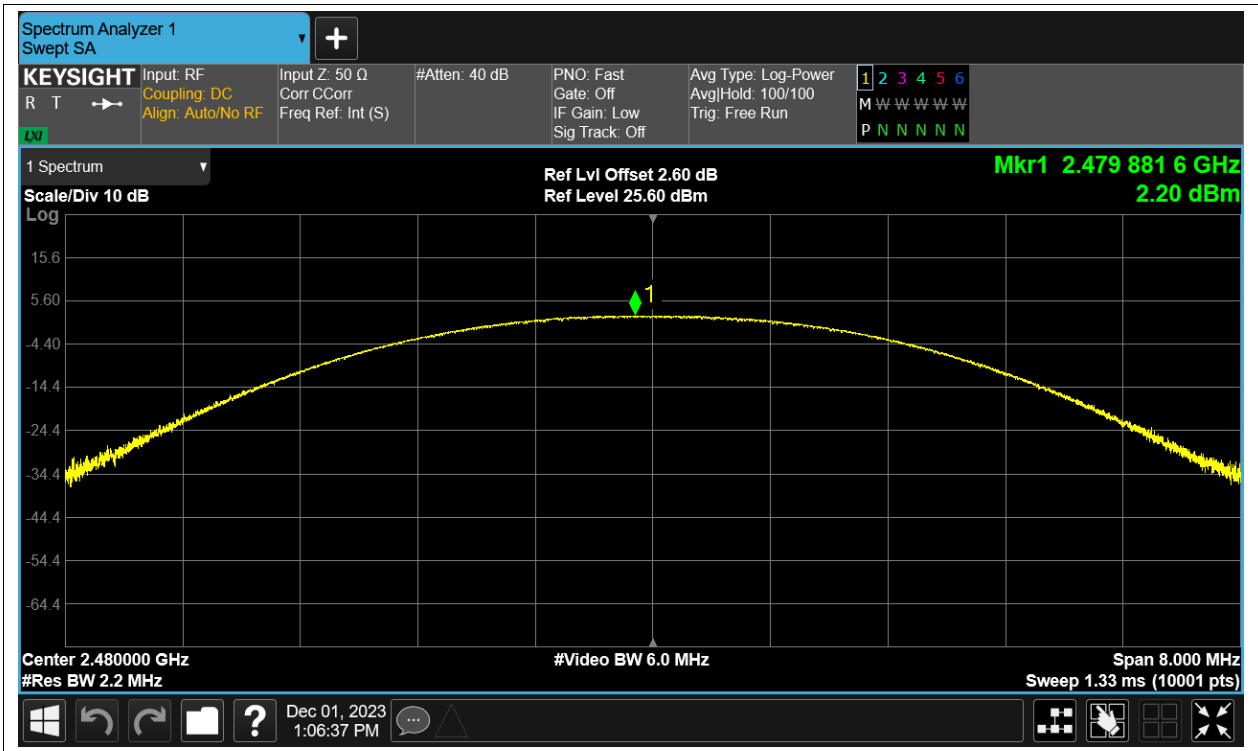 Spectrum Analyzer 1
Swept SA
KEYSIGHT
R T
LXI
Input: RF
Coupling: DC
Align: Auto/No RF
Input Z: 50 Ω
Corr CCorr
Freq Ref: Int (S)
#Atten: 40 dB
PNO: Fast
Gate: Off
IF Gain: Low
Sig Track: Off
Avg Type: Log-Power
Avg|Hold: 100/100
Trig: Free Run
1 2 3 4 5 6
M W W W W W
P N N N N N
1 Spectrum
Scale/Div 10 dB
Log
Ref Lvl Offset 2.60 dB
Ref Level 25.60 dBm
Mkr1 2.479 881 6 GHz
2.20 dBm
15.6
5.60
1
-4.40
-14.4
-24.4
-34.4
-44.4
-54.4
-64.4
Center 2.480000 GHz
#Res BW 2.2 MHz
#Video BW 6.0 MHz
Span 8.000 MHz
Sweep 1.33 ms (10001 pts)
?
Dec 01, 2023
1:06:37 PM